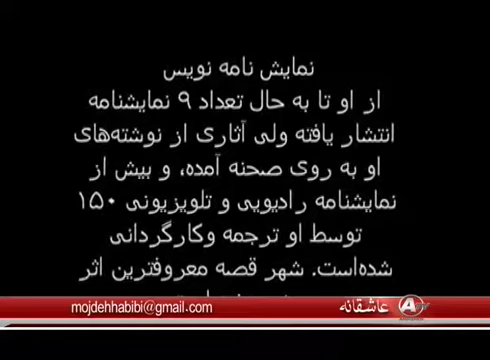 نمایش نامه نویس
از او تا به حال تعداد ۹ نمایشنامه
انتشار یافته ولی آثاری از نوشته‌های
او به روی صحنه آمده، و بیش از
۱۵۰ نمایشنامه رادیویی و تلویزیونی
توسط او ترجمه وکارگردانی
شده‌است. شهر قصه معروفترین اثر
عاشقانه
mojdehhabibi@gmail.com